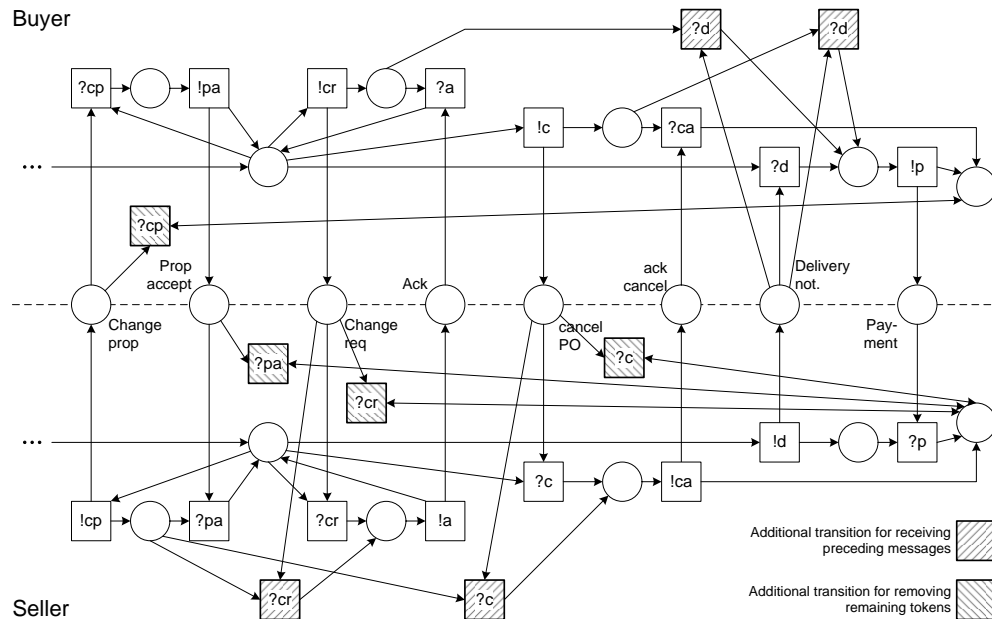 Buyer
?d
?d
?cp
!pa
!cr
?a
!c
?ca
...
?d
!p
?cp
Prop
accept
Ack
ack
cancel
Delivery
not.
Change
prop
Change
req
cancel
PO
Pay-
ment
?pa
?c
?cr
...
!d
?p
?c
!ca
!cp
?pa
?cr
!a
Additional transition for receiving
preceding messages
?cr
?c
Additional transition for removing
remaining tokens
Seller